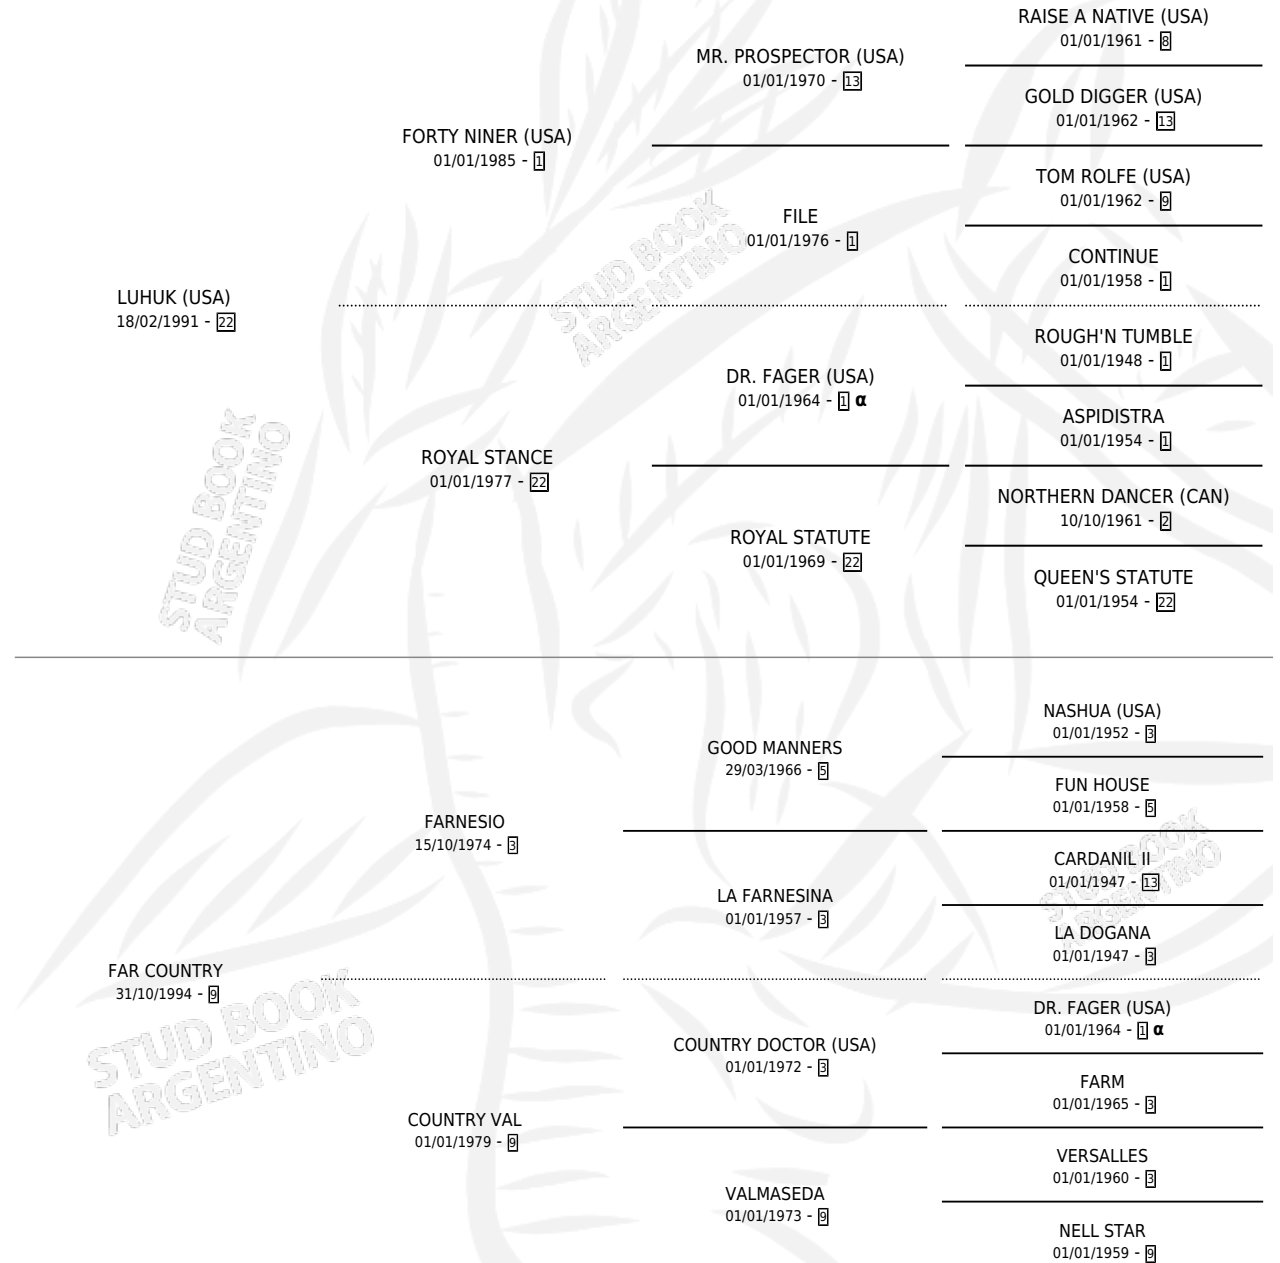 RAISE A NATIVE (USA)
01/01/1961 - 8
MR. PROSPECTOR (USA)
01/01/1970 - 13
GOLD DIGGER (USA)
01/01/1962 - 13
FORTY NINER (USA)
01/01/1985 - 1
TOM ROLFE (USA)
01/01/1962 - 9
FILE
01/01/1976 - 1
CONTINUE
01/01/1958 - 1
LUHUK (USA)
18/02/1991 - 22
ROUGH'N TUMBLE
01/01/1948 - 1
DR. FAGER (USA)
01/01/1964 - 1 α
ASPIDISTRA
01/01/1954 - 1
ROYAL STANCE
01/01/1977 - 22
NORTHERN DANCER (CAN)
10/10/1961 - 2
ROYAL STATUTE
01/01/1969 - 22
QUEEN'S STATUTE
01/01/1954 - 22
NASHUA (USA)
01/01/1952 - 3
GOOD MANNERS
29/03/1966 - 5
FUN HOUSE
01/01/1958 - 5
FARNESIO
15/10/1974 - 3
CARDANIL II
01/01/1947 - 13
LA FARNESINA
01/01/1957 - 3
LA DOGANA
01/01/1947 - 3
FAR COUNTRY
31/10/1994 - 9
DR. FAGER (USA)
01/01/1964 - 1 α
COUNTRY DOCTOR (USA)
01/01/1972 - 3
FARM
01/01/1965 - 3
COUNTRY VAL
01/01/1979 - 9
VERSALLES
01/01/1960 - 3
VALMASEDA
01/01/1973 - 9
NELL STAR
01/01/1959 - 9
STUD BOOK
ARGENTINO
STUD BOOK
ARGENTINO
STUD BOOK
ARGENTINO
STUD BOOK
ARGENTINO